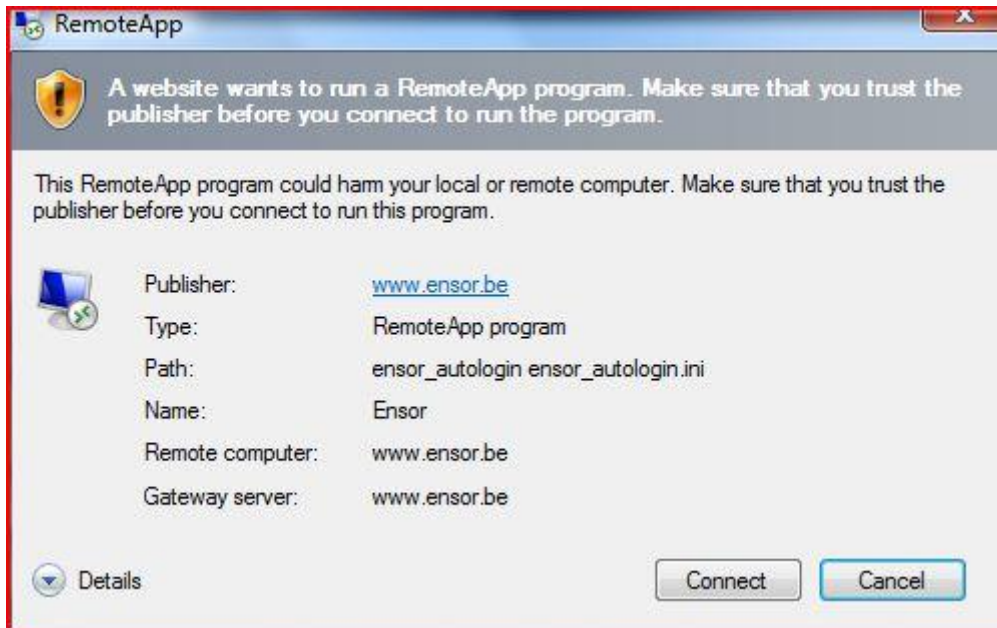 RemoteApp
X
A website wants to run a RemoteApp program. Make sure that you trust the
publisher before you connect to run the program.
This RemoteApp program could harm your local or remote computer. Make sure that you trust the
publisher before you connect to run this program.
Publisher: www.ensor.be
Type: RemoteApp program
Path: ensor_autologin ensor_autologin.ini
Name: Ensor
Remote computer: www.ensor.be
Gateway server: www.ensor.be
Details Connect Cancel